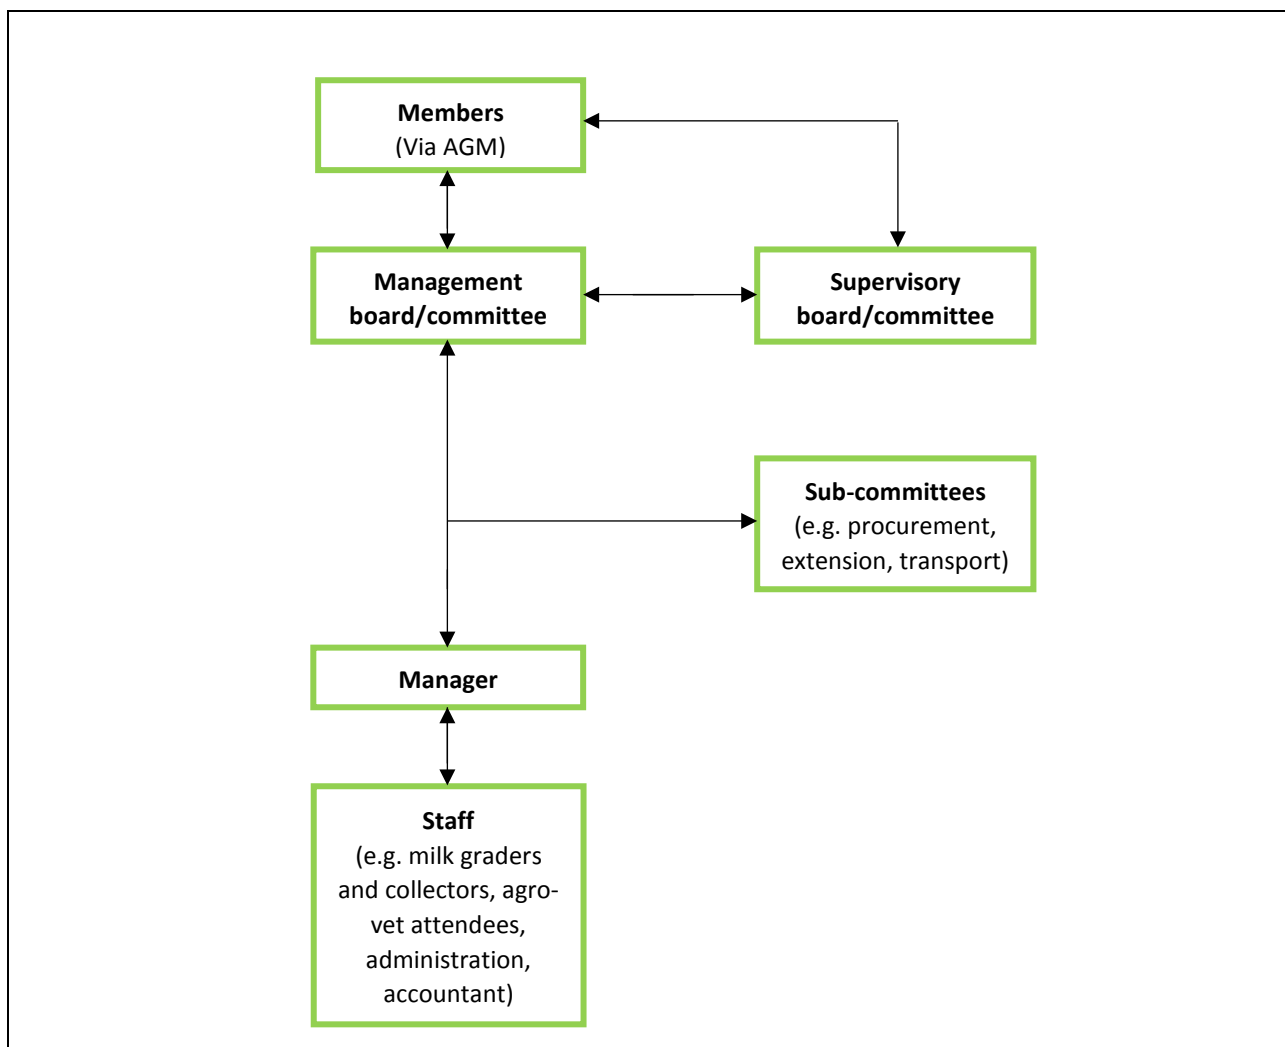 Members
(Via AGM)
Management
board/committee
Supervisory
board/committee
Sub-committees
(e.g. procurement,
extension, transport)
Manager
Staff
(e.g. milk graders
and collectors, agro-
vet attendees,
administration,
accountant)